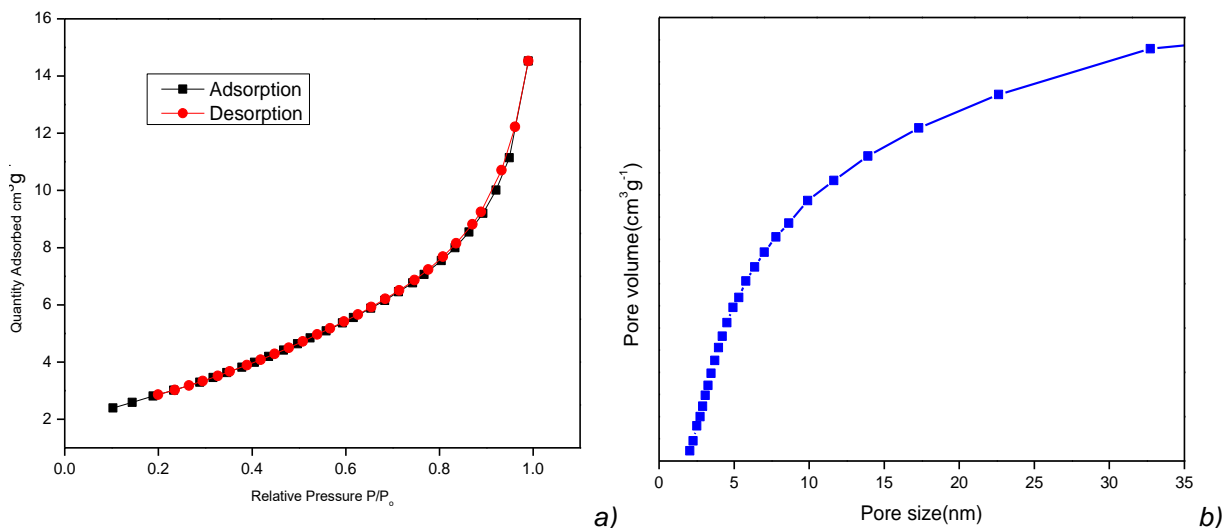 16
14
12
10
8
6
4
2
Quantity Adsorbed cm³g
Adsorption
Desorption
0.0 0.2 0.4 0.6 0.8 1.0
Relative Pressure P/Pₒ
a)
Pore volume(cm³g⁻¹)
0 5 10 15 20 25 30 35
Pore size(nm)
b)